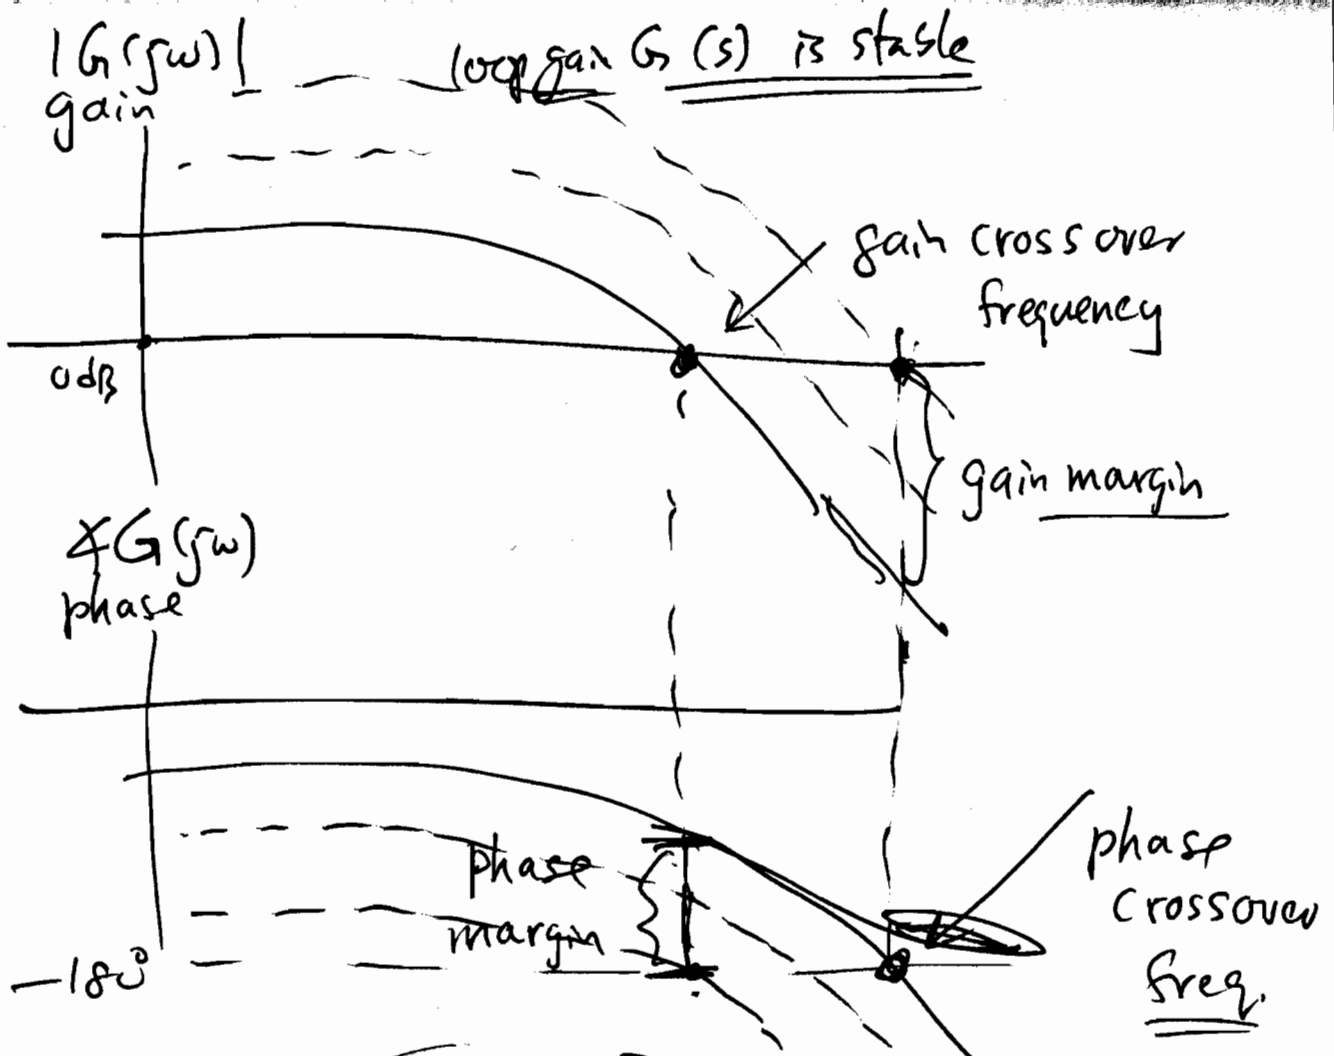 |G(jω)|
gain
loop gain G(s) is stable
gain crossover
frequency
0dB
gain margin
∡G(jω)
phase
phase
margin
phase
crossover
freq.
-180°